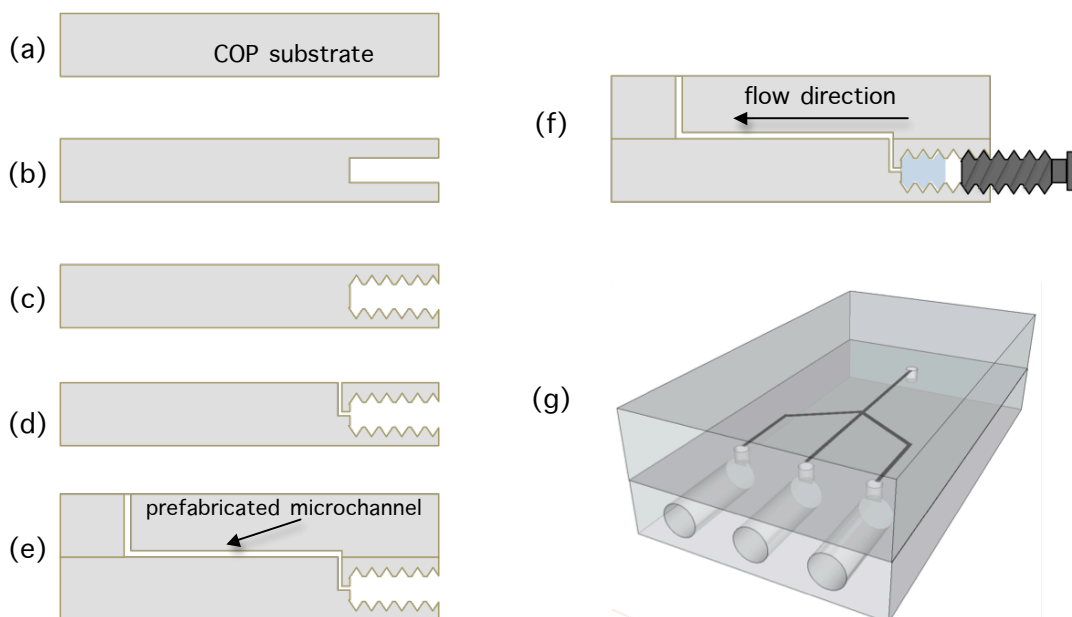 (a)
COP substrate
(b)
(c)
(d)
(e)
prefabricated microchannel
(f)
flow direction
(g)